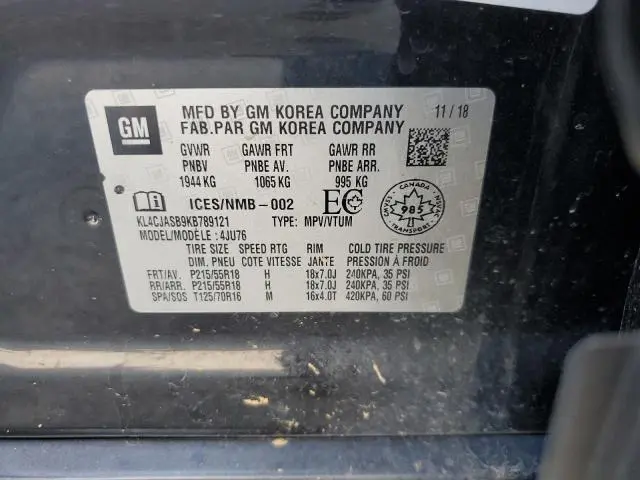 GM
MFD BY GM KOREA COMPANY 11 / 18
FAB.PAR GM KOREA COMPANY
GVWR GAWR FRT GAWR RR
PNBV PNBE AV. PNBE ARR.
1944 KG 1065 KG 995 KG
ICES/NMB-002 EC
CANADA
985
KL4CJASB9KB789121 TYPE: MPV/VTUM
MODEL/MODÈLE : 4JU76
TIRE SIZE SPEED RTG RIM COLD TIRE PRESSURE
DIM. PNEU COTE VITESSE JANTE PRESSION À FROID
FRT/AV. P215/55R18 H 18x7.0J 240KPA, 35 PSI
RR/ARR. P215/55R18 H 18x7.0J 240KPA, 35 PSI
SPA/SOS T125/70R16 M 16x4.0T 420KPA, 60 PSI